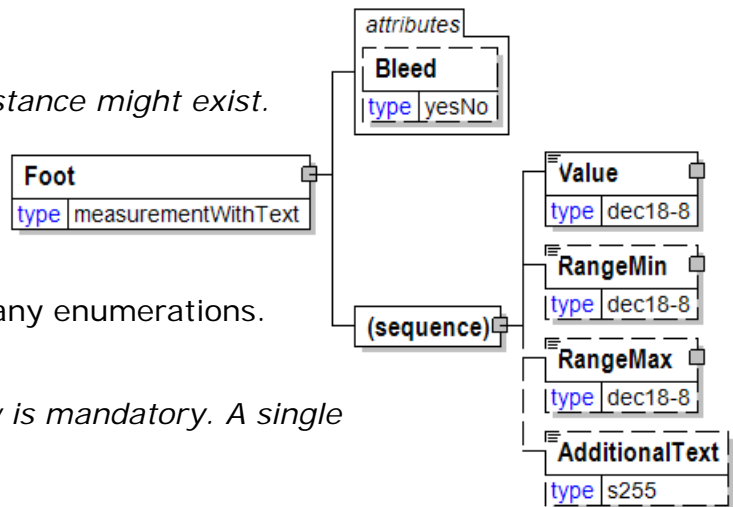 attributes
Bleed
type yesNo
stance might exist.
Foot
type measurementWithText
Value
type dec18-8
RangeMin
type dec18-8
any enumerations.
(sequence)
RangeMax
type dec18-8
is mandatory. A single
AdditionalText
type s255